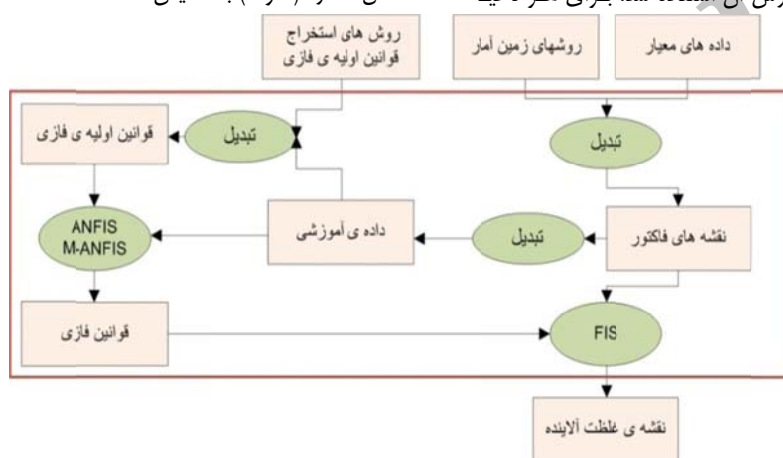 روش های استخراج
قوانین اولیه ی فازی
روشهای زمین آمار
داده های معیار
قوانین اولیه ی فازی
تبدیل
تبدیل
ANFIS
M-ANFIS
داده ی آموزشی
تبدیل
نقشه های فاکتور
قوانین فازی
FIS
نقشه ی غلظت آلاینده